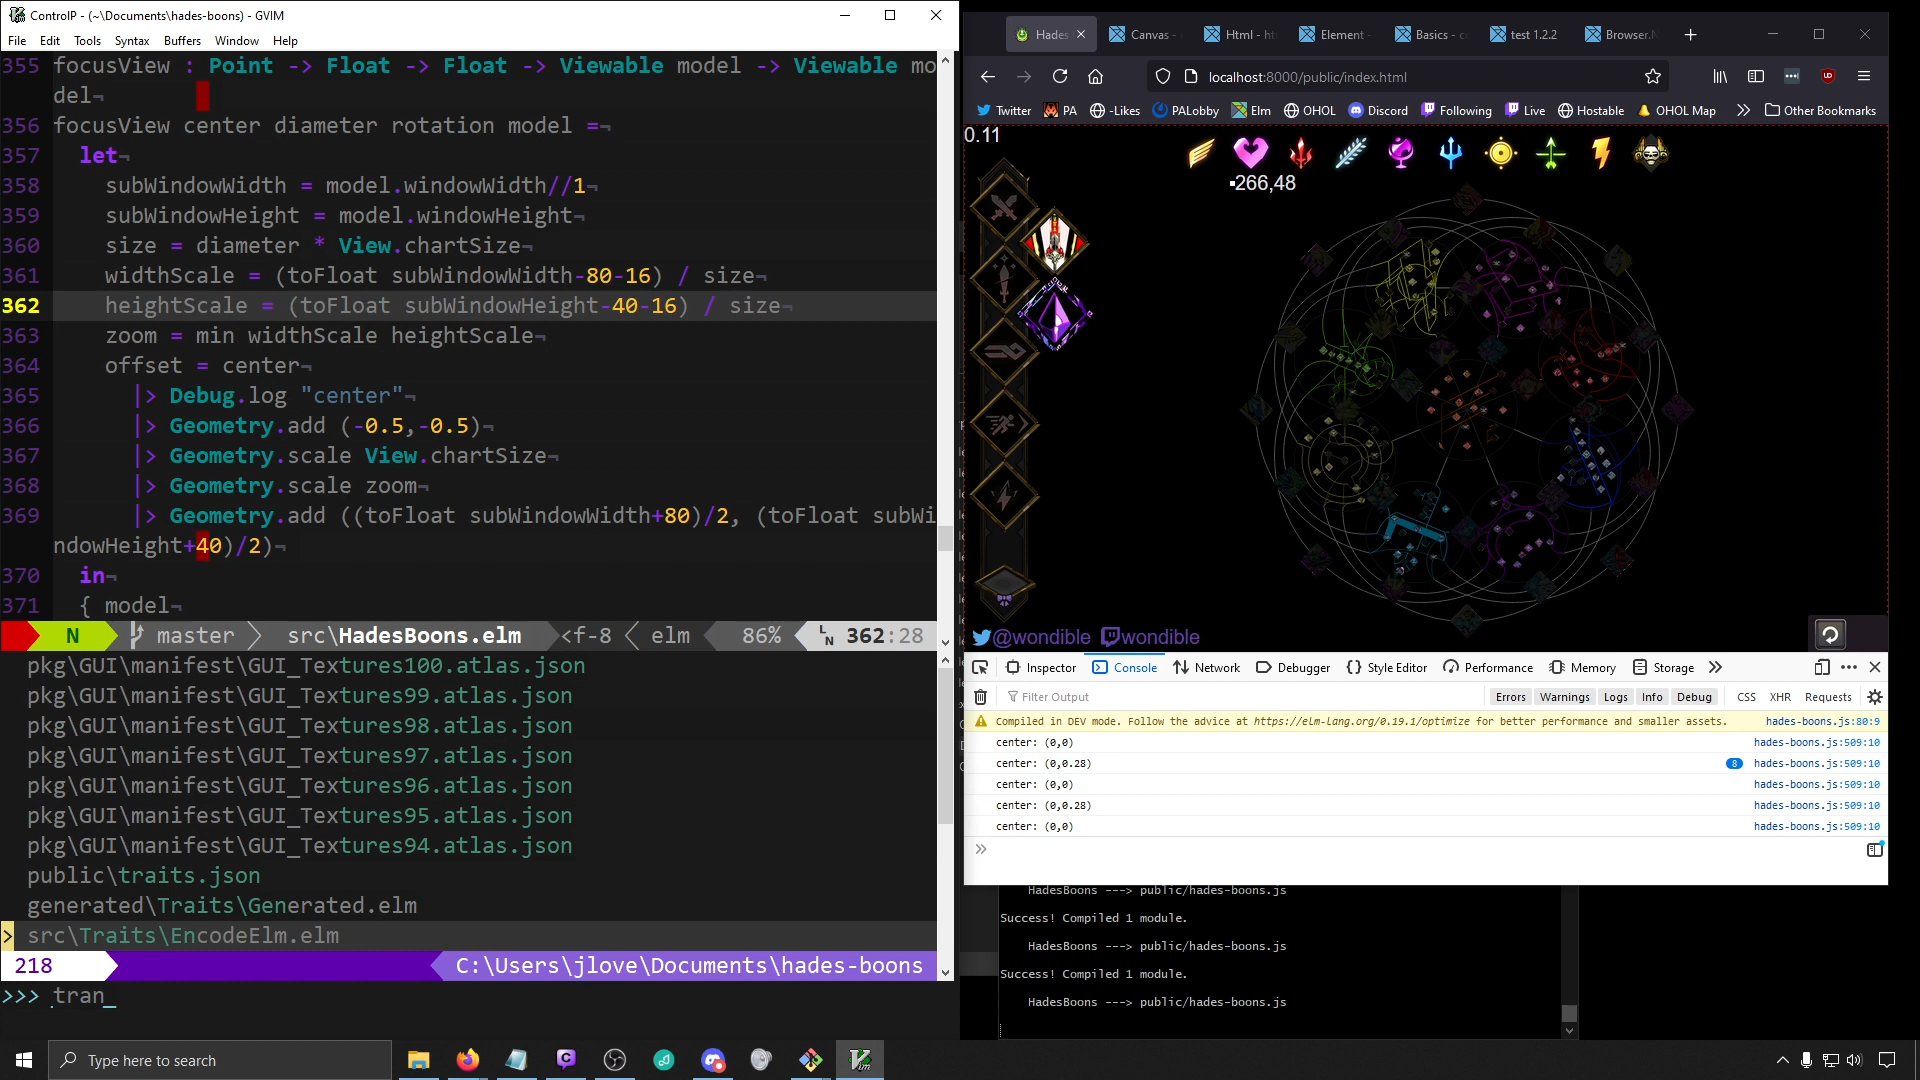 ControlP - (~\Documents\hades-boons) - GVIM
File Edit Tools Syntax Buffers Window Help
355 focusView : Point -> Float -> Float -> Viewable model -> Viewable mo
del¬
356 focusView center diameter rotation model =¬
357 let¬
358 subWindowWidth = model.windowWidth//1¬
359 subWindowHeight = model.windowHeight¬
360 size = diameter * View.chartSize¬
361 widthScale = (toFloat subWindowWidth-80-16) / size¬
362 heightScale = (toFloat subWindowHeight-40-16) / size¬
363 zoom = min widthScale heightScale¬
364 offset = center¬
365 |> Debug.log "center"¬
366 |> Geometry.add (-0.5,-0.5)¬
367 |> Geometry.scale View.chartSize¬
368 |> Geometry.scale zoom¬
369 |> Geometry.add ((toFloat subWindowWidth+80)/2, (toFloat subWi
ndowHeight+40)/2)¬
370 in¬
371 { model¬
N master src\HadesBoons.elm <f-8 elm 86% LN 362:28
pkg\GUI\manifest\GUI_Textures100.atlas.json
pkg\GUI\manifest\GUI_Textures99.atlas.json
pkg\GUI\manifest\GUI_Textures98.atlas.json
pkg\GUI\manifest\GUI_Textures97.atlas.json
pkg\GUI\manifest\GUI_Textures96.atlas.json
pkg\GUI\manifest\GUI_Textures95.atlas.json
pkg\GUI\manifest\GUI_Textures94.atlas.json
public\traits.json
generated\Traits\Generated.elm
> src\Traits\EncodeElm.elm
218 C:\Users\jlove\Documents\hades-boons
>>> tran_
Hades Canvas - Html - ht Element - Basics - c test 1.2.2 Browser.N
localhost:8000/public/index.html
Twitter PA -Likes PALobby Elm OHOL Discord Following Live Hostable OHOL Map Other Bookmarks
0.11
-266,48
@wondible wondible
Inspector Console Network Debugger Style Editor Performance Memory Storage
Filter Output Errors Warnings Logs Info Debug CSS XHR Requests
Compiled in DEV mode. Follow the advice at https://elm-lang.org/0.19.1/optimize for better performance and smaller assets. hades-boons.js:80:9
center: (0,0) hades-boons.js:509:10
center: (0,0.28) 8 hades-boons.js:509:10
center: (0,0) hades-boons.js:509:10
center: (0,0.28) hades-boons.js:509:10
center: (0,0) hades-boons.js:509:10
HadesBoons ---> public/hades-boons.js
Success! Compiled 1 module.
HadesBoons ---> public/hades-boons.js
Success! Compiled 1 module.
HadesBoons ---> public/hades-boons.js
Type here to search